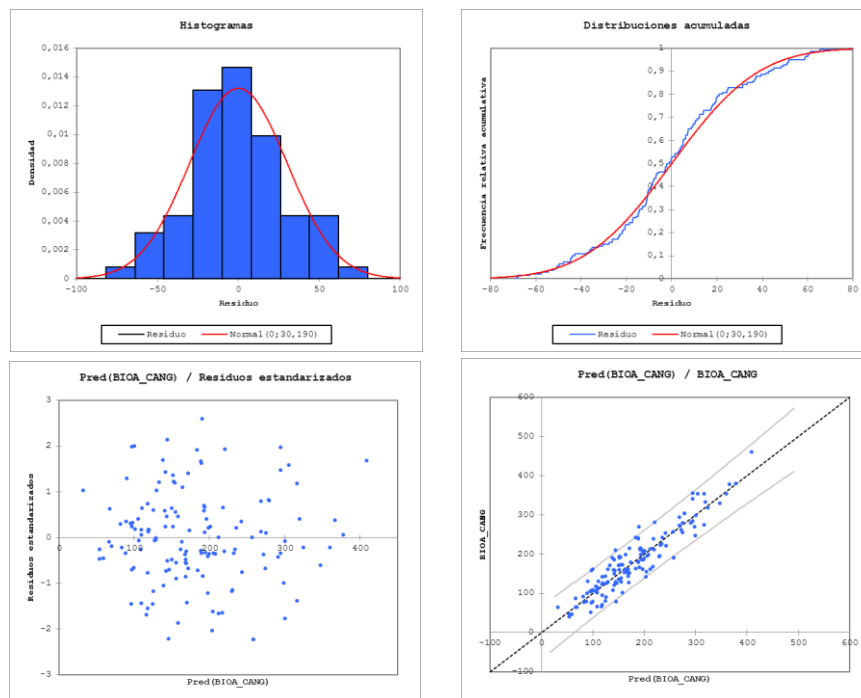 Histogramas
0,016
0,014
0,012
0,01
0,008
0,006
0,004
0,002
0
Densidad
-100 -50 0 50 100
Residuo
Residuo Normal(0;30,190)
Distribuciones acumuladas
1
0,9
0,8
0,7
0,6
0,5
0,4
0,3
0,2
0,1
0
Frecuencia relativa acumulativa
-80 -60 -40 -20 0 20 40 60 80
Residuo
Residuo Normal(0;30,190)
Pred(BIOA_CANG) / Residuos estandarizados
3
2
1
0
-1
-2
-3
Residuos estandarizados
0 100 200 300 400
Pred(BIOA_CANG)
Pred(BIOA_CANG) / BIOA_CANG
600
500
400
300
200
100
0
-100
BIOA_CANG
-100 0 100 200 300 400 500 600
Pred(BIOA_CANG)